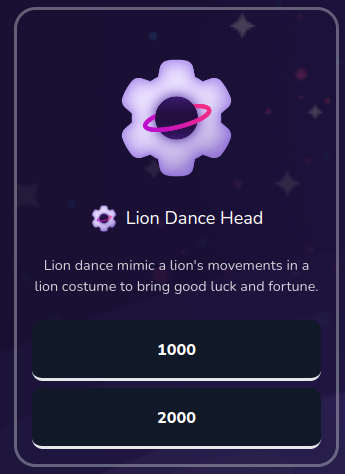 Lion Dance Head
Lion dance mimic a lion's movements in a
lion costume to bring good luck and fortune.
1000
2000